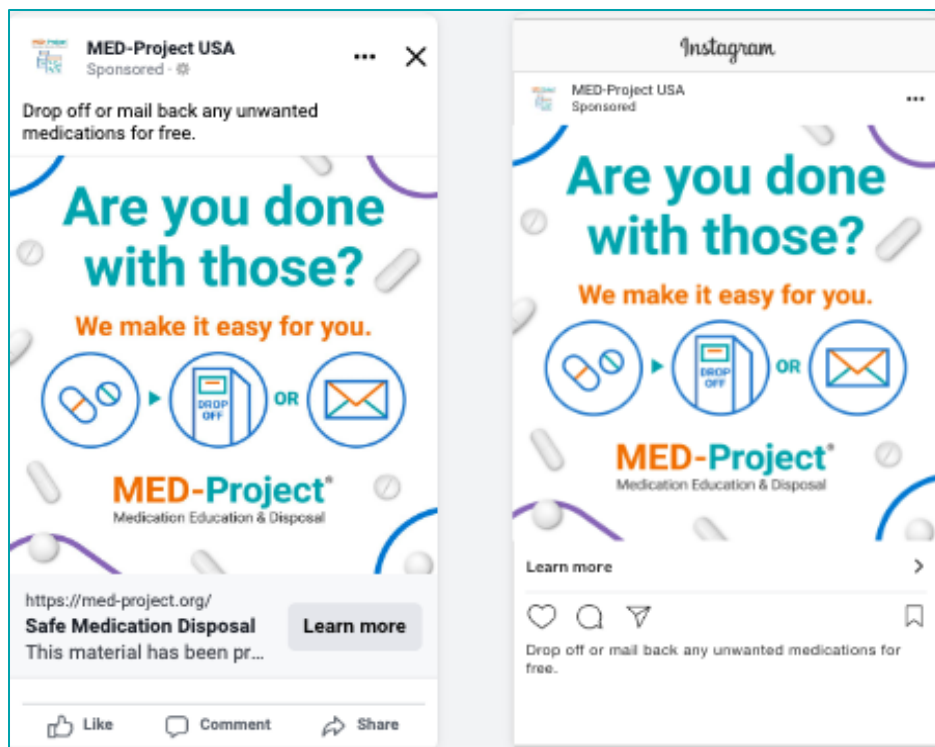 MED-Project USA
Sponsored ·
Drop off or mail back any unwanted
medications for free.
Are you done
with those?
We make it easy for you.
DROP
OFF
OR
MED-Project®
Medication Education & Disposal
https://med-project.org/
Safe Medication Disposal
This material has been pr...
Learn more
Like
Comment
Share
Instagram
MED-Project USA
Sponsored
Are you done
with those?
We make it easy for you.
DROP
OFF
OR
MED-Project®
Medication Education & Disposal
Learn more
Drop off or mail back any unwanted medications for
free.